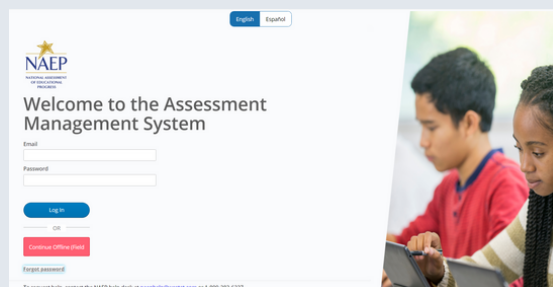 English Español
NAEP
NATIONAL ASSESSMENT
OF EDUCATIONAL
PROGRESS
Welcome to the Assessment
Management System
Email
Password
Log In
OR
Continue Offline (Field
Forgot password